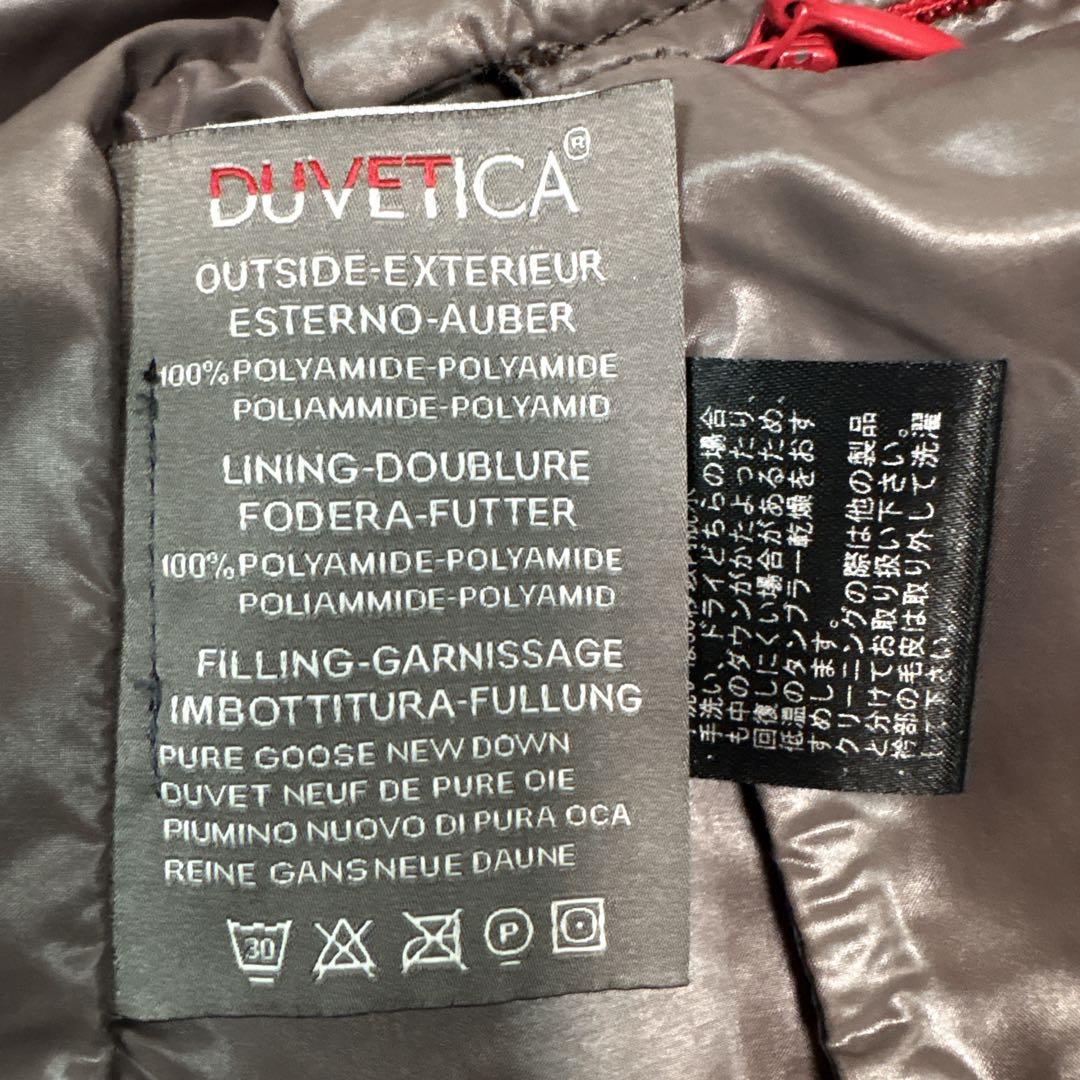 DUVETICA®
OUTSIDE-EXTERIEUR
ESTERNO-AUBER
100% POLYAMIDE-POLYAMIDE
POLIAMMIDE-POLYAMID
LINING-DOUBLURE
FODERA-FUTTER
100% POLYAMIDE-POLYAMIDE
POLIAMMIDE-POLYAMID
FILLING-GARNISSAGE
IMBOTTITURA-FULLUNG
PURE GOOSE NEW DOWN
DUVET NEUF DE PURE OIE
PIUMINO NUOVO DI PURA OCA
REINE GANS NEUE DAUNE
30
P
・衿部の毛皮は取り外して洗濯
して下さい。
・クリーニングの際は他の製品
と分けてお取り扱い下さい。
手洗い、ドライどちらの場合
も中のダウンがかたよったり、
回復しにくい場合があるため、
低温のタンブラー乾燥をおす
すめします。